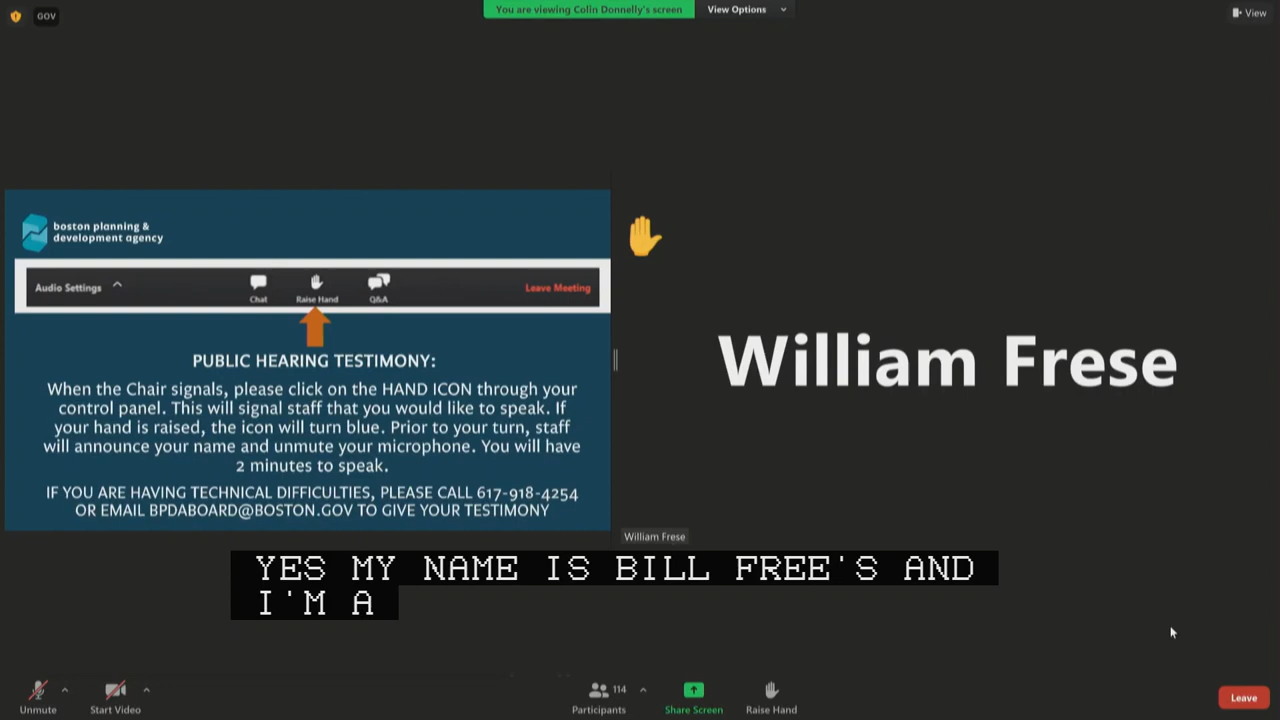 GOV
You are viewing Colin Donnelly's screen
View Options
View
boston planning &
development agency
Audio Settings
Chat
Raise Hand
Q&A
Leave Meeting
PUBLIC HEARING TESTIMONY:
When the Chair signals, please click on the HAND ICON through your
control panel. This will signal staff that you would like to speak. If
your hand is raised, the icon will turn blue. Prior to your turn, staff
will announce your name and unmute your microphone. You will have
2 minutes to speak.
IF YOU ARE HAVING TECHNICAL DIFFICULTIES, PLEASE CALL 617-918-4254
OR EMAIL BPDABOARD@BOSTON.GOV TO GIVE YOUR TESTIMONY
William Frese
William Frese
YES MY NAME IS BILL FREE'S AND
I'M A
Unmute
Start Video
114
Participants
Share Screen
Raise Hand
Leave